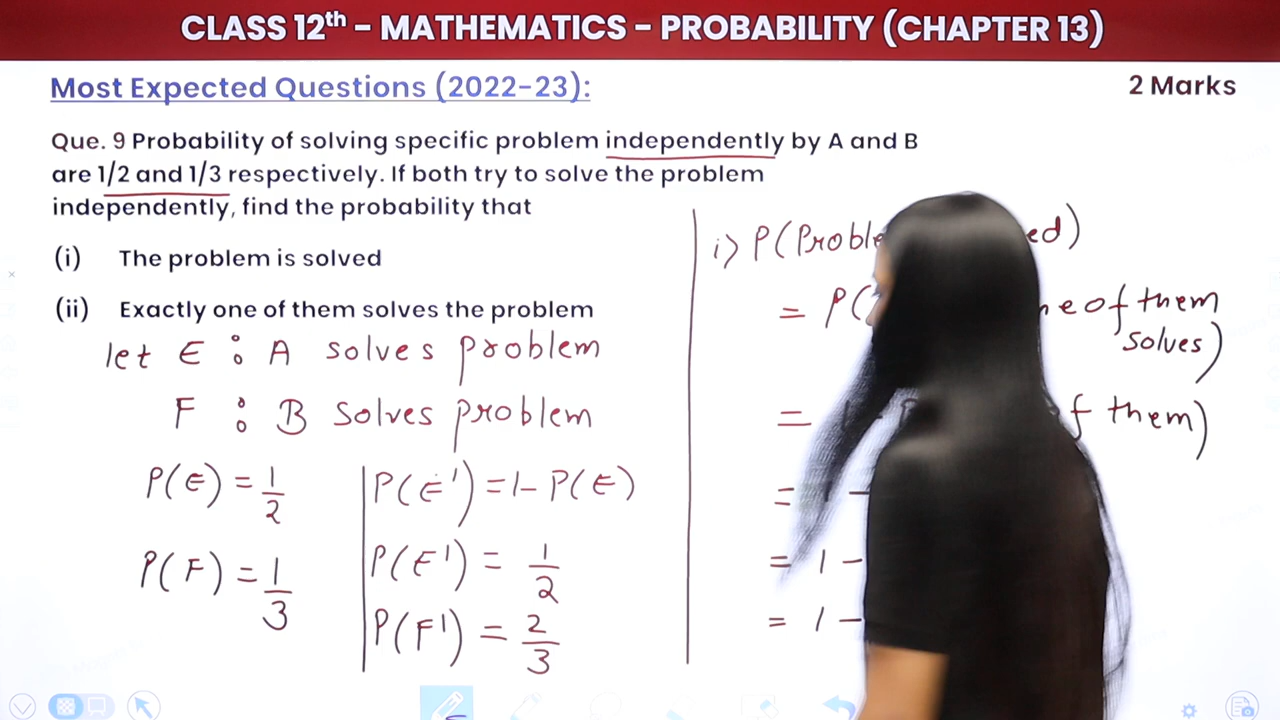 CLASS 12th - MATHEMATICS - PROBABILITY (CHAPTER 13)
Most Expected Questions (2022-23):
2 Marks
Que. 9 Probability of solving specific problem independently by A and B
are 1/2 and 1/3 respectively. If both try to solve the problem
independently, find the probability that
(i) The problem is solved
(ii) Exactly one of them solves the problem
let E : A solves problem
F : B solves problem
P(E) = 1/2
P(F) = 1/3
P(E') = 1 - P(E)
P(E') = 1/2
P(F') = 2/3
i) P(
= P( of them
solves)
= them)
=
= 1 -
= 1 -